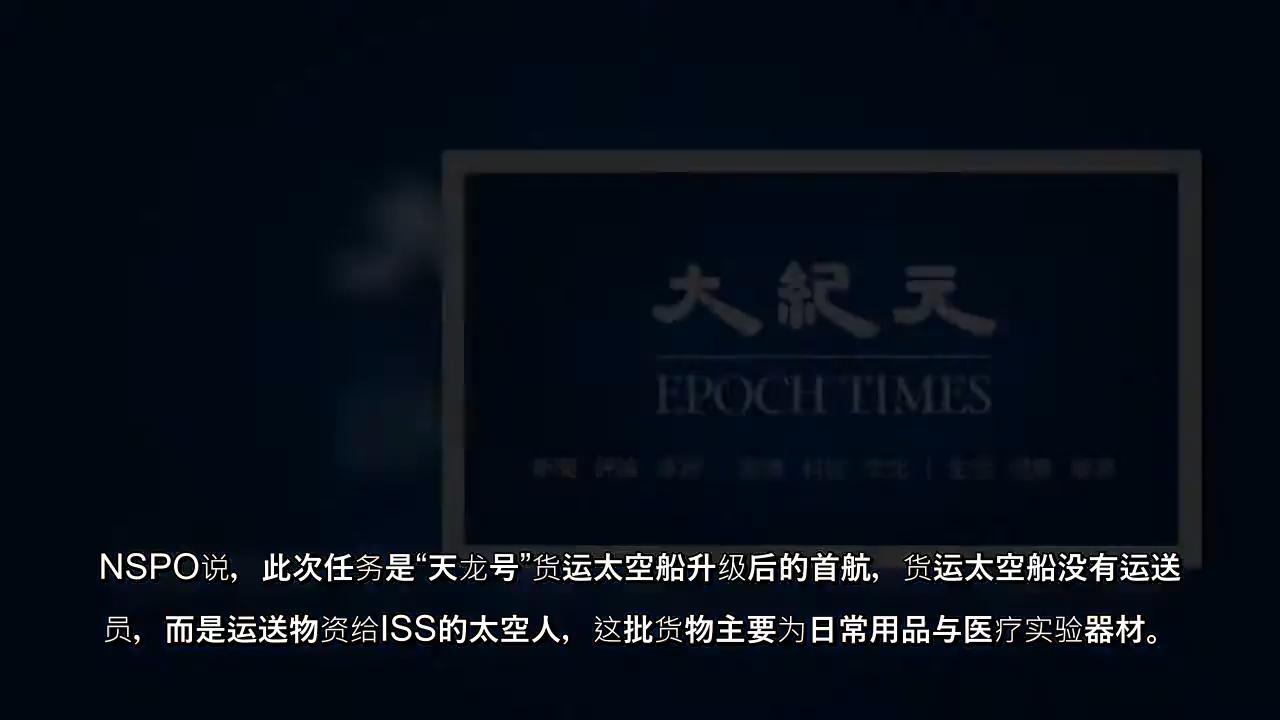 大紀元
EPOCH TIMES
NSPO说，此次任务是“天龙号”货运太空船升级后的首航，货运太空船没有运送
员，而是运送物资给ISS的太空人，这批货物主要为日常用品与医疗实验器材。